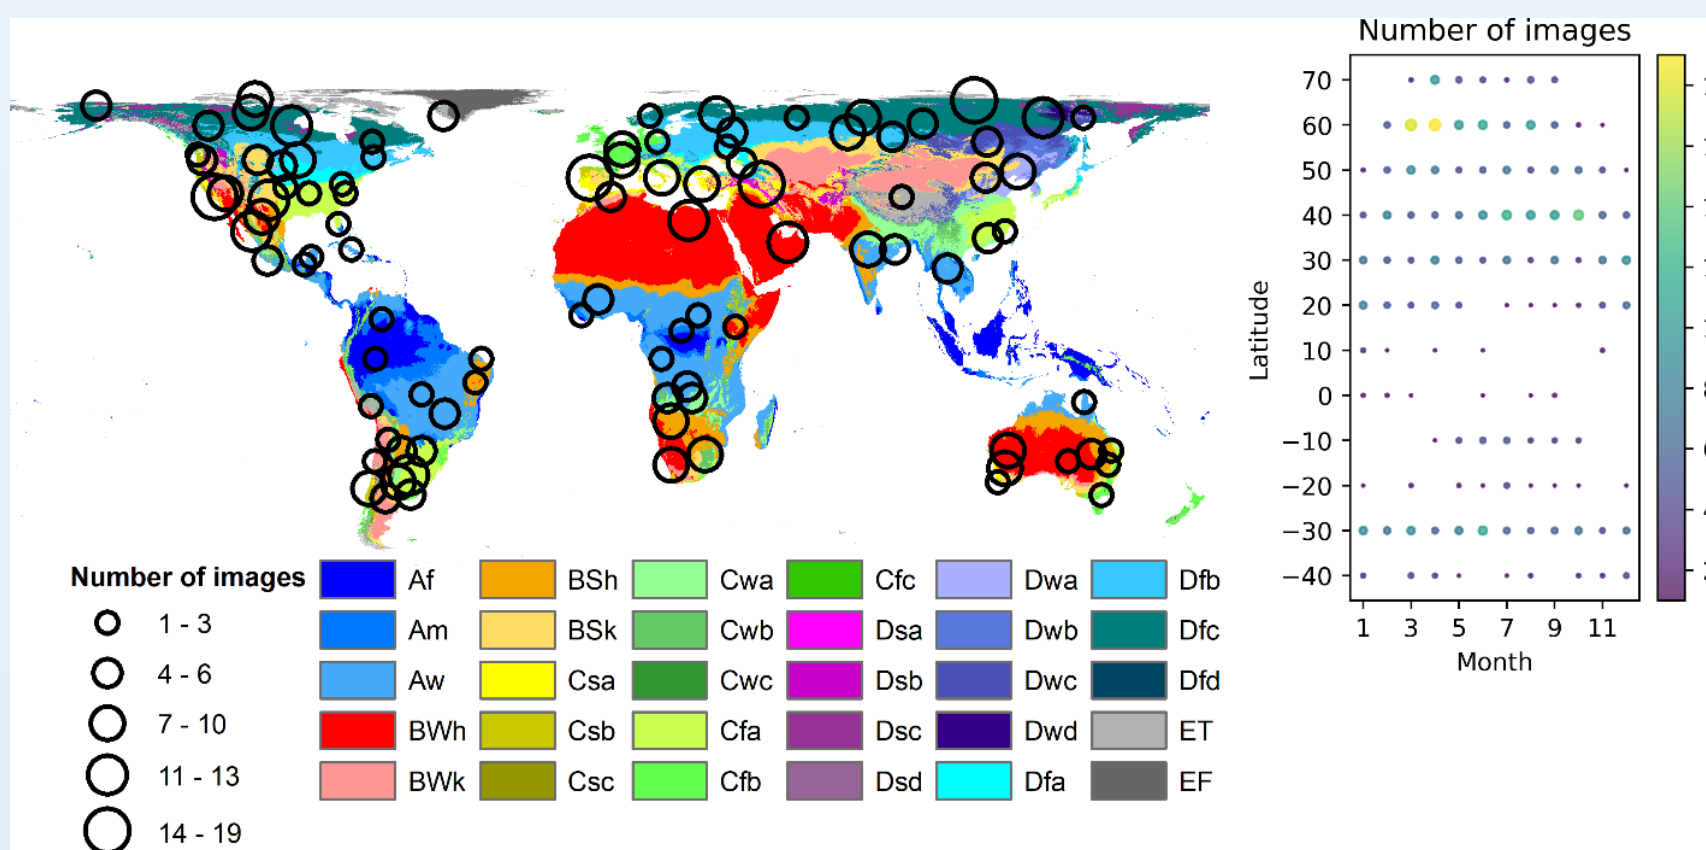 Number of images
70
60
50
40
30
20
10
0
−10
−20
−30
−40
Latitude
1 3 5 7 9 11
Month
8
2
Number of images
1 - 3
4 - 6
7 - 10
11 - 13
14 - 19
Af BSh Cwa Cfc Dwa Dfb
Am BSk Cwb Dsa Dwb Dfc
Aw Csa Cwc Dsb Dwc Dfd
BWh Csb Cfa Dsc Dwd ET
BWk Csc Cfb Dsd Dfa EF